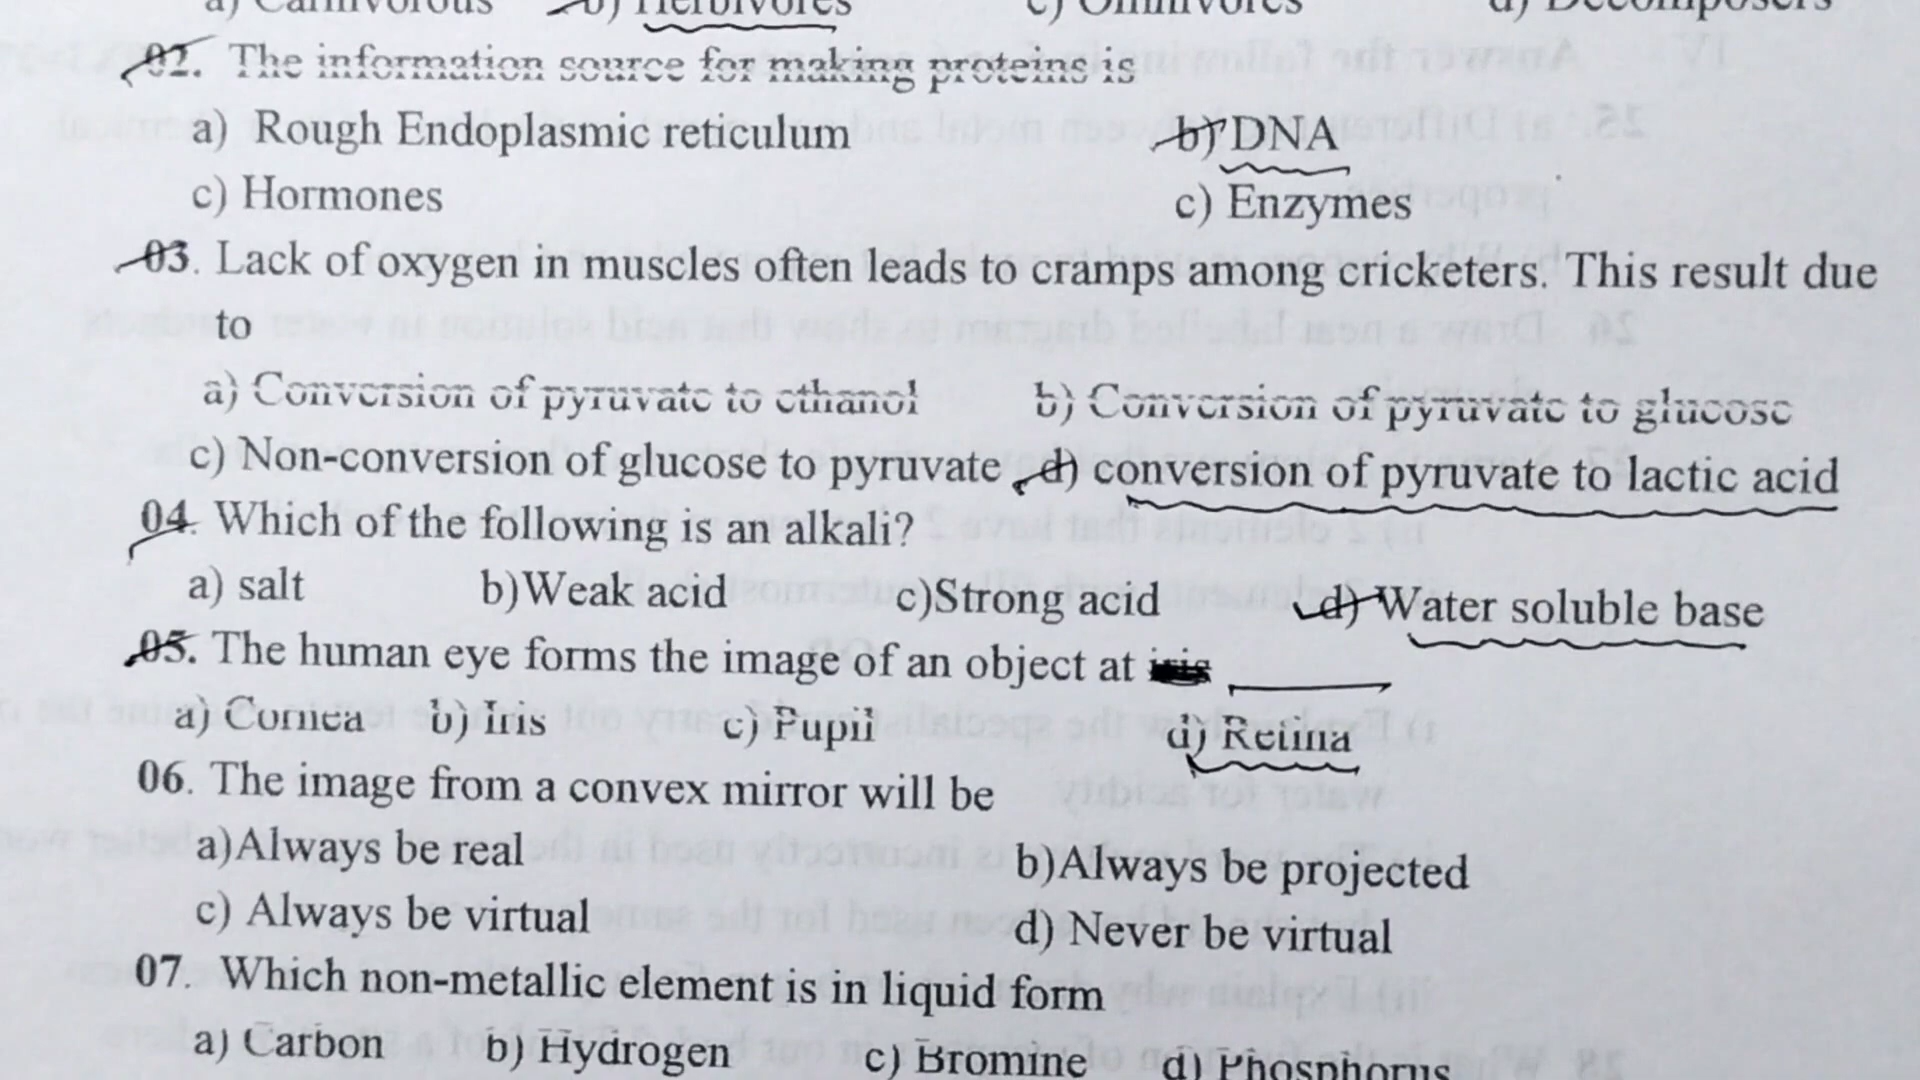 a) Carnivorous b) Herbivores c) Omnivores d) Decomposers
02. The information source for making proteins is
a) Rough Endoplasmic reticulum b) DNA
c) Hormones c) Enzymes
03. Lack of oxygen in muscles often leads to cramps among cricketers. This result due
to
a) Conversion of pyruvate to ethanol b) Conversion of pyruvate to glucose
c) Non-conversion of glucose to pyruvate d) conversion of pyruvate to lactic acid
04. Which of the following is an alkali?
a) salt b)Weak acid c)Strong acid d) Water soluble base
05. The human eye forms the image of an object at
a) Cornea b) Iris c) Pupil d) Retina
06. The image from a convex mirror will be
a)Always be real b)Always be projected
c) Always be virtual d) Never be virtual
07. Which non-metallic element is in liquid form
a) Carbon b) Hydrogen c) Bromine d) Phosphorus